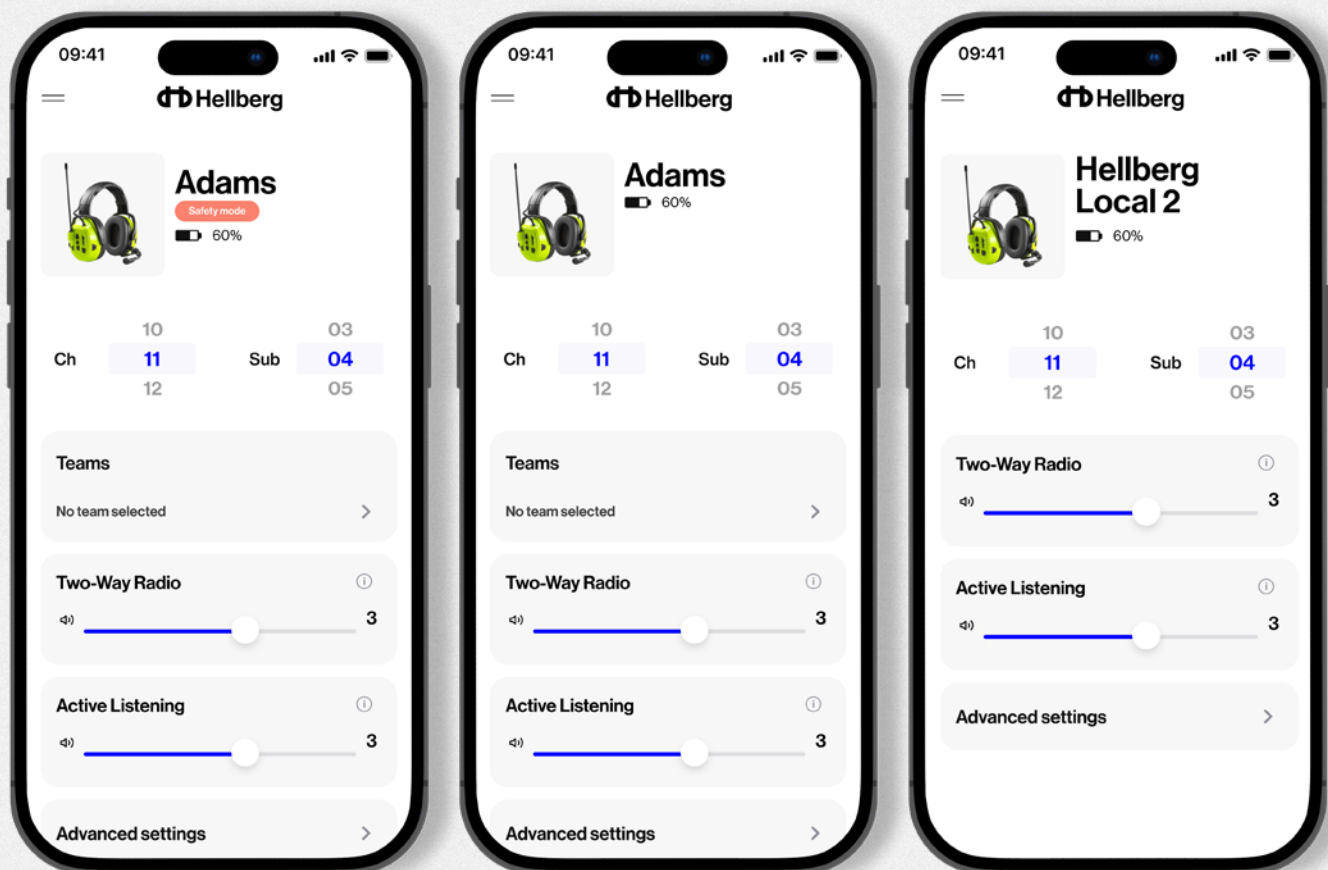 09:41
Hellberg
Adams
Safety mode
60%
10
03
Ch
11
Sub
04
12
05
Teams
No team selected
Two-Way Radio
3
Active Listening
3
Advanced settings
09:41
Hellberg
Adams
60%
10
03
Ch
11
Sub
04
12
05
Teams
No team selected
Two-Way Radio
3
Active Listening
3
Advanced settings
09:41
Hellberg
Hellberg
Local 2
60%
10
03
Ch
11
Sub
04
12
05
Two-Way Radio
3
Active Listening
3
Advanced settings